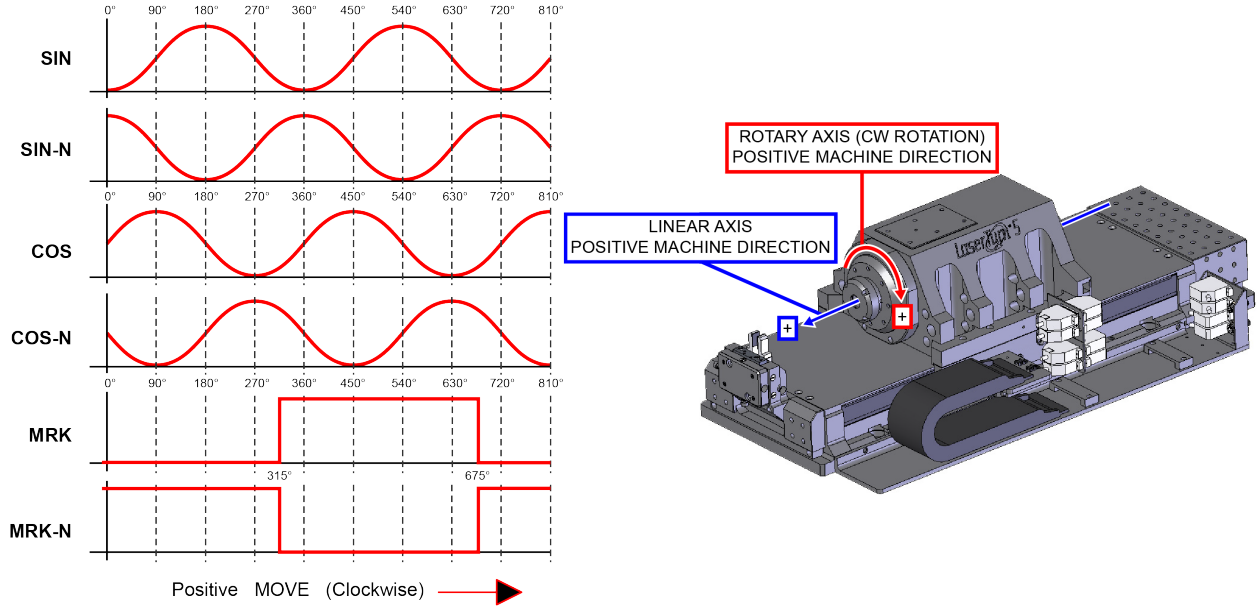 0° 90° 180° 270° 360° 450° 540° 630° 720° 810°
SIN
SIN-N
0° 90° 180° 270° 360° 450° 540° 630° 720° 810°
COS
COS-N
0° 90° 180° 270° 360° 450° 540° 630° 720° 810°
MRK
315° 675°
MRK-N
Positive MOVE (Clockwise)
ROTARY AXIS (CW ROTATION)
POSITIVE MACHINE DIRECTION
LINEAR AXIS
POSITIVE MACHINE DIRECTION
+
+